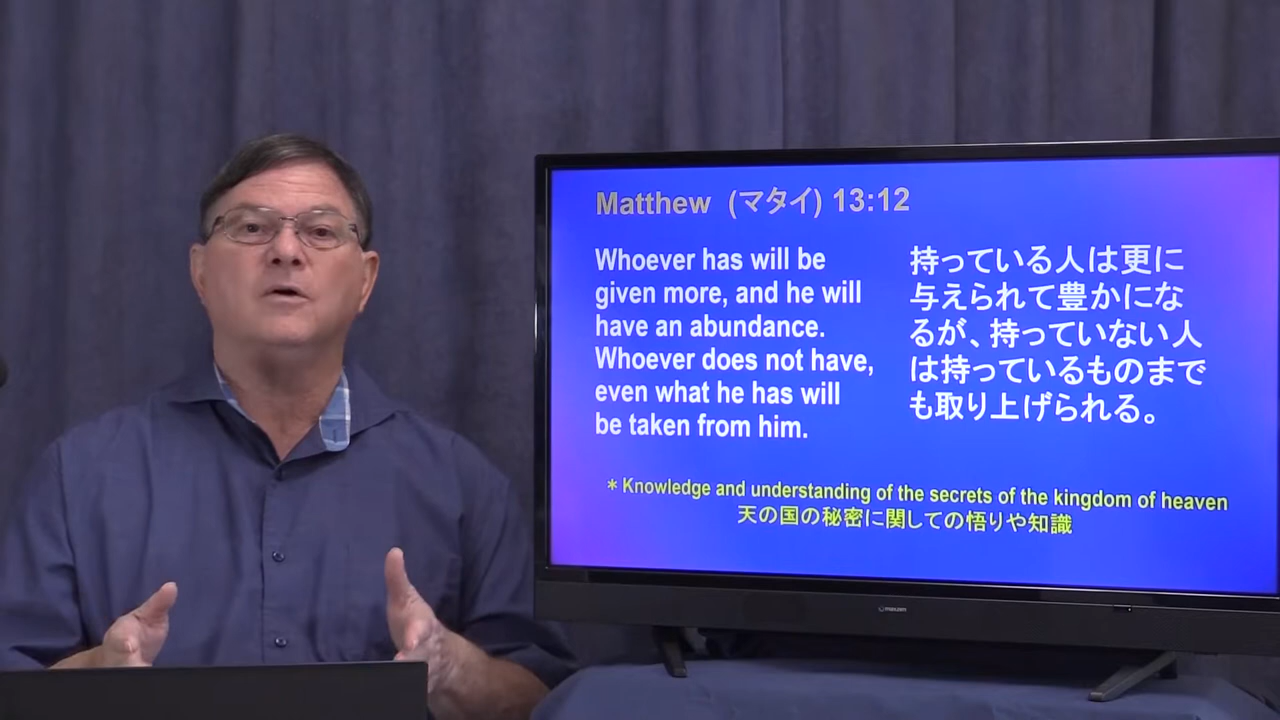 Matthew (マタイ) 13:12
Whoever has will be
given more, and he will
have an abundance.
Whoever does not have,
even what he has will
be taken from him.
持っている人は更に
与えられて豊かにな
るが、持っていない人
は持っているものまで
も取り上げられる。
* Knowledge and understanding of the secrets of the kingdom of heaven
天の国の秘密に関しての悟りや知識
maxzen